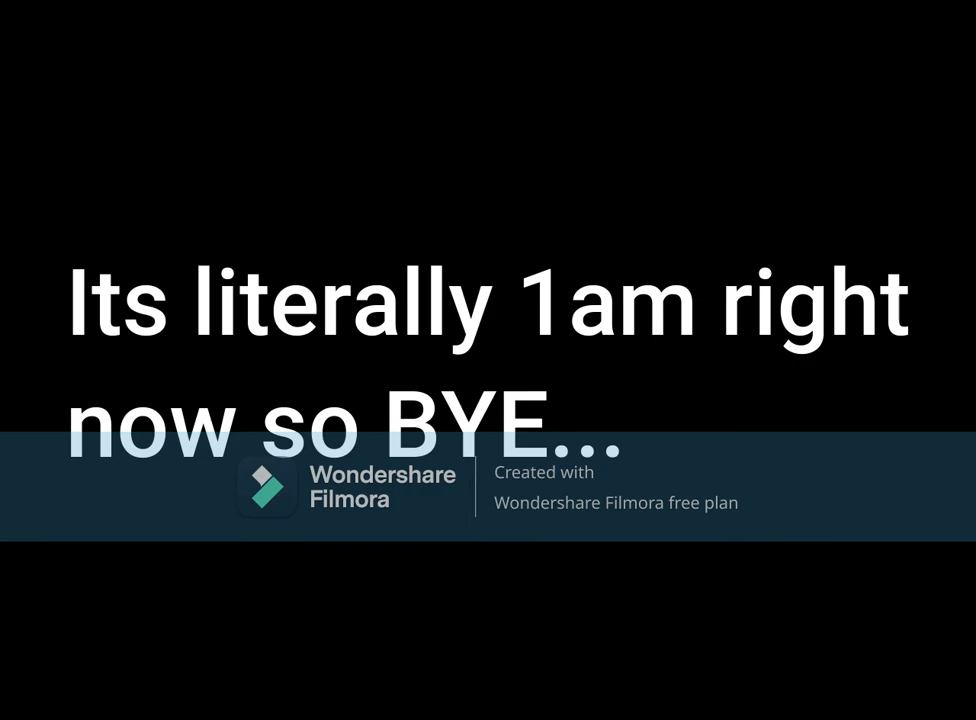 Its literally 1am right
now so BYE...
Wondershare
Filmora
Created with
Wondershare Filmora free plan